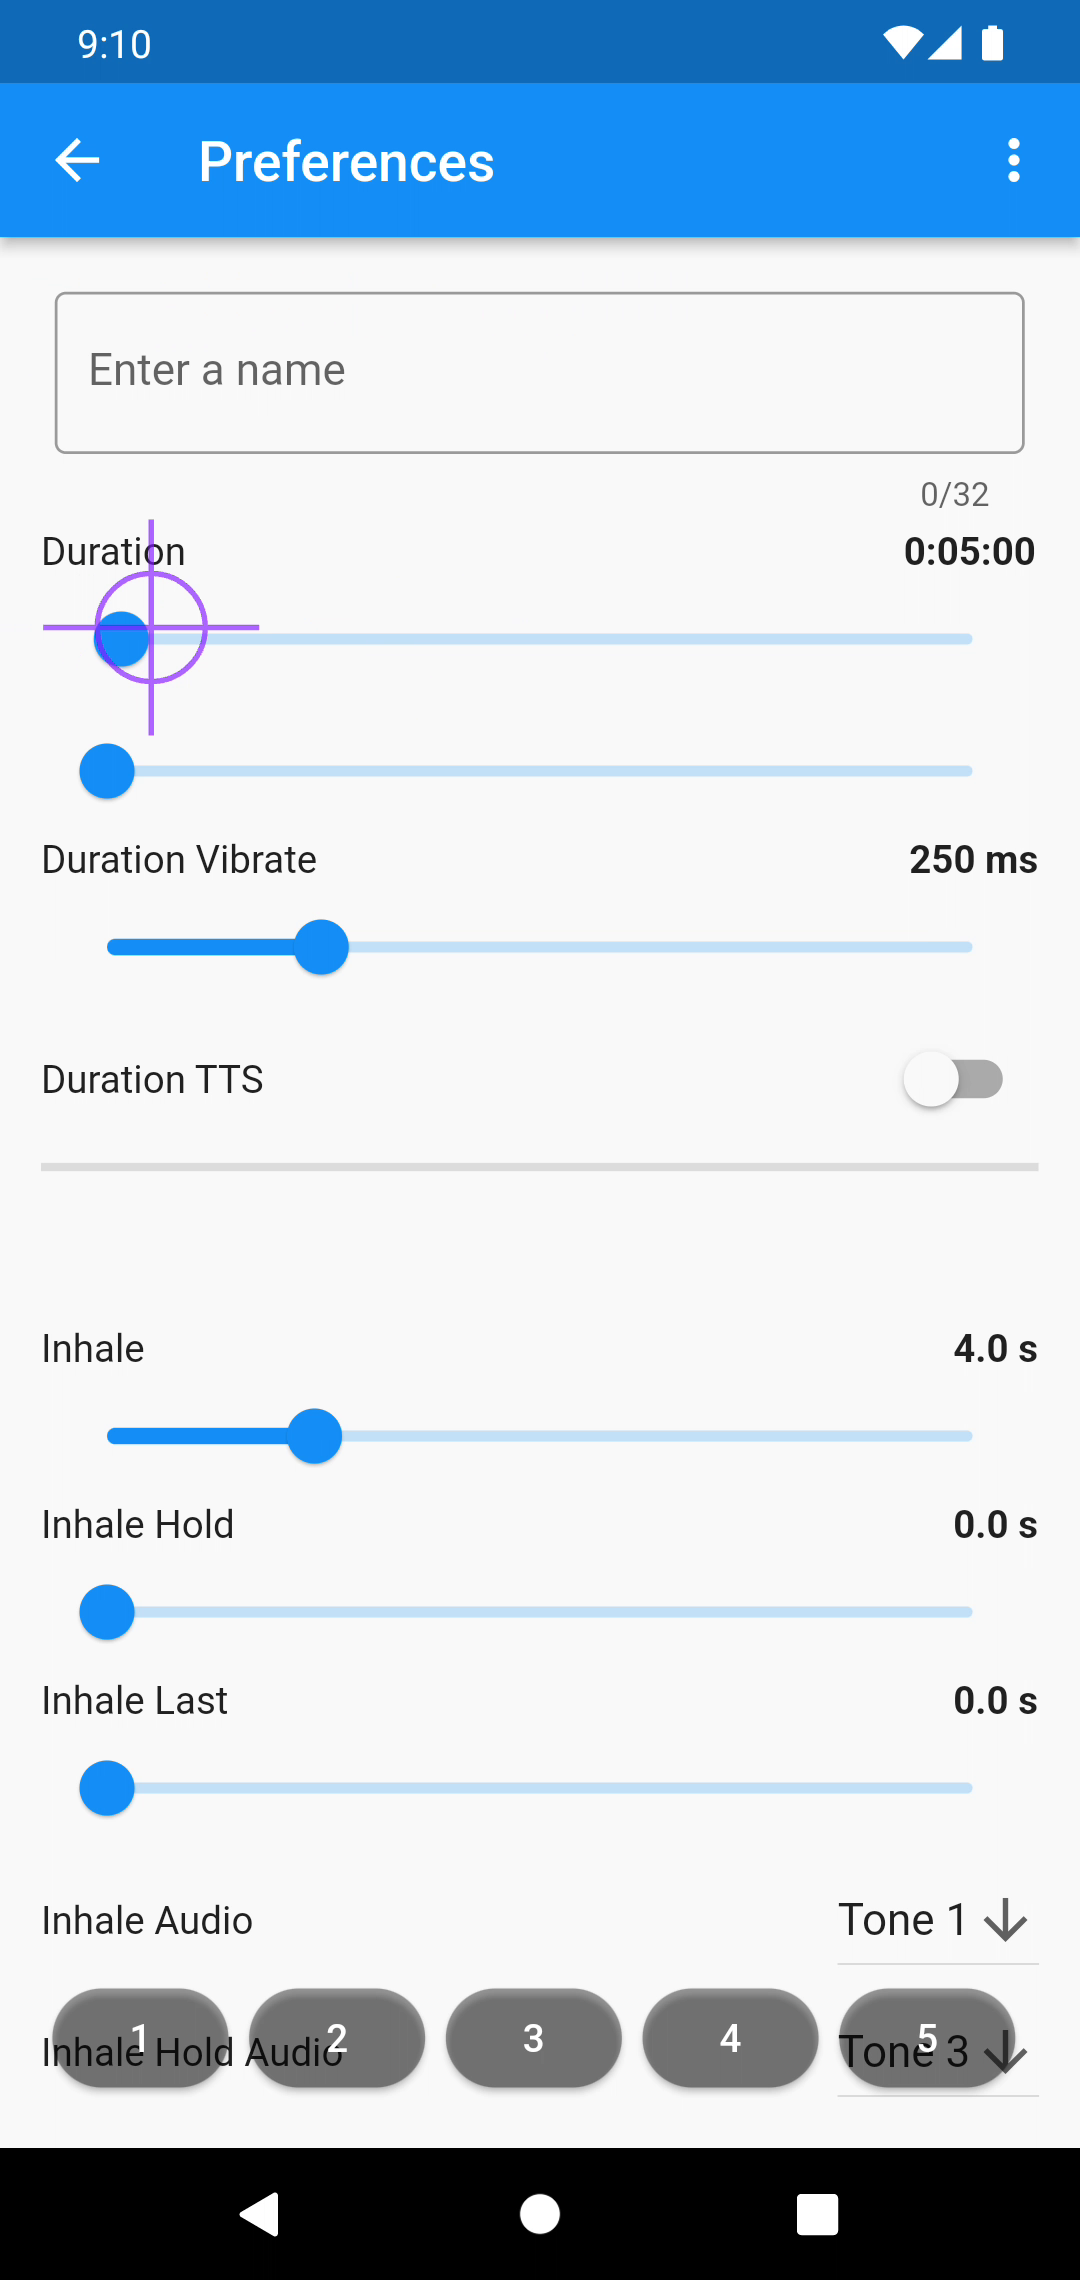 9:10
Preferences
Enter a name
0/32
Duration 0:05:00
Duration Vibrate 250 ms
Duration TTS
Inhale 4.0 s
Inhale Hold 0.0 s
Inhale Last 0.0 s
Inhale Audio Tone 1
1 2 3 4 5
Inhale Hold Audio Tone 3